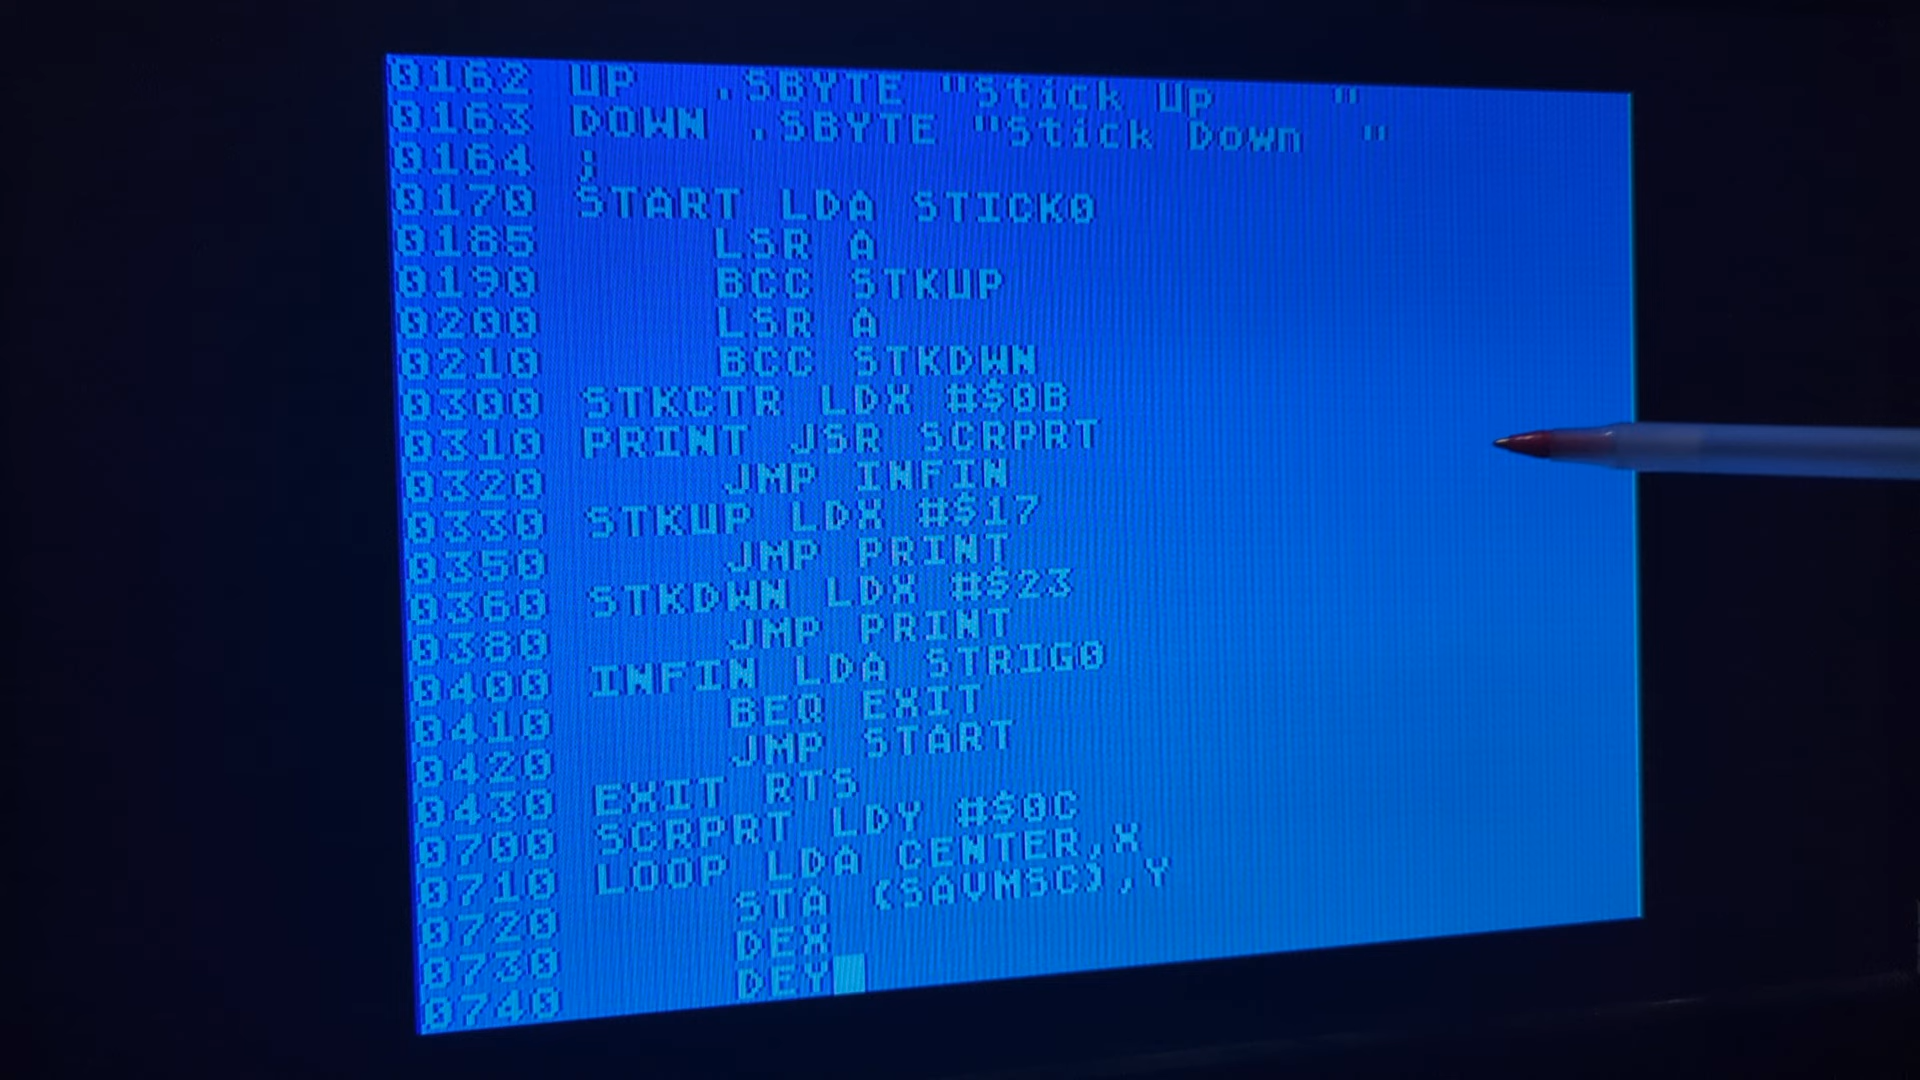 0162 UP .SBYTE "Stick Up   "
0163 DOWN .SBYTE "Stick Down  "
0164 ;
0170 START LDA STICK0
0185 LSR A
0190 BCC STKUP
0200 LSR A
0210 BCC STKDWN
0300 STKCTR LDX #$0B
0310 PRINT JSR SCRPRT
0320 JMP INFIN
0330 STKUP LDX #$17
0350 JMP PRINT
0360 STKDWN LDX #$23
0380 JMP PRINT
0400 INFIN LDA STRIG0
0410 BEQ EXIT
0420 JMP START
0430 EXIT RTS
0700 SCRPRT LDY #$0C
0710 LOOP LDA CENTER,X
0720 STA (SAVMSC),Y
0730 DEX
0740 DEY